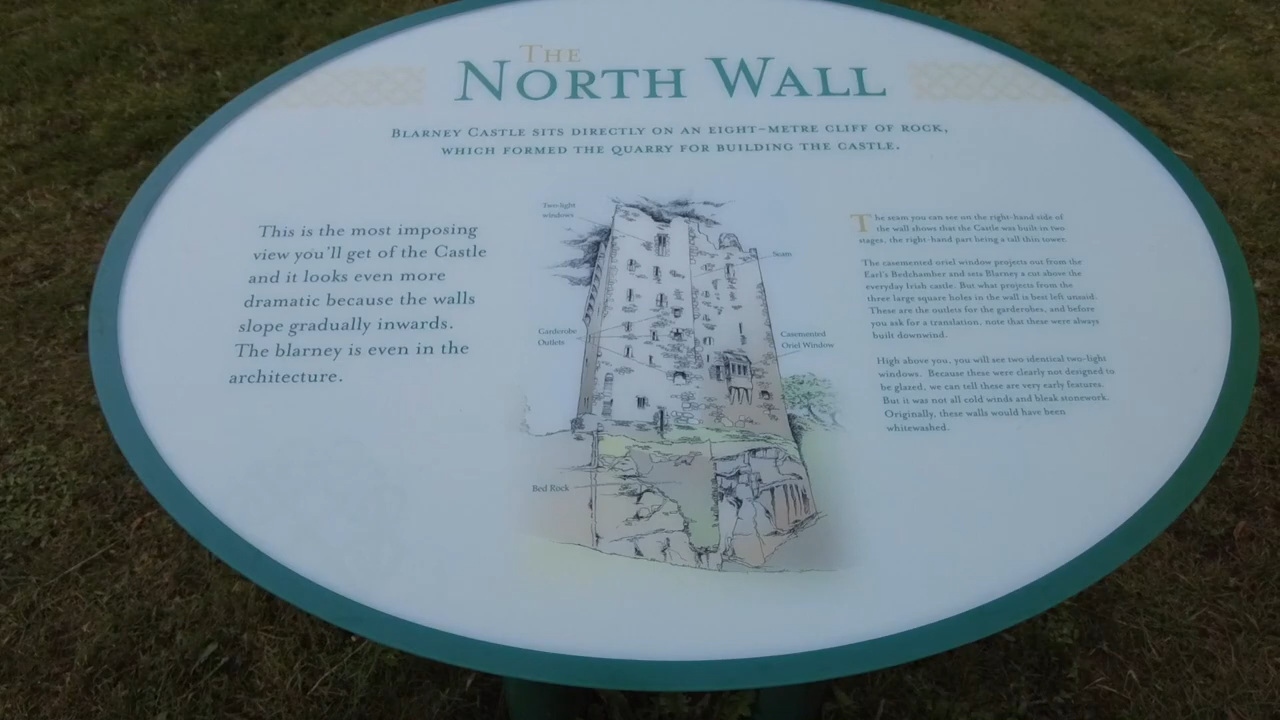 THE
NORTH WALL
BLARNEY CASTLE SITS DIRECTLY ON AN EIGHT-METRE CLIFF OF ROCK,
WHICH FORMED THE QUARRY FOR BUILDING THE CASTLE.
This is the most imposing
view you'll get of the Castle
and it looks even more
dramatic because the walls
slope gradually inwards.
The blarney is even in the
architecture.
Two-light
windows
Seam
Garderobe
Outlets
Casemented
Oriel Window
Bed Rock
The seam you can see on the right-hand side of
the wall shows that the Castle was built in two
stages, the right-hand part being a tall thin tower.
The casemented oriel window projects out from the
Earl's Bedchamber and sets Blarney a cut above the
everyday Irish castle. But what projects from the
three large square holes in the wall is best left unsaid.
These are the outlets for the garderobes, and before
you ask for a translation, note that these were always
built downwind.
High above you, you will see two identical two-light
windows. Because these were clearly not designed to
be glazed, we can tell these are very early features.
But it was not all cold winds and bleak stonework.
Originally, these walls would have been
whitewashed.